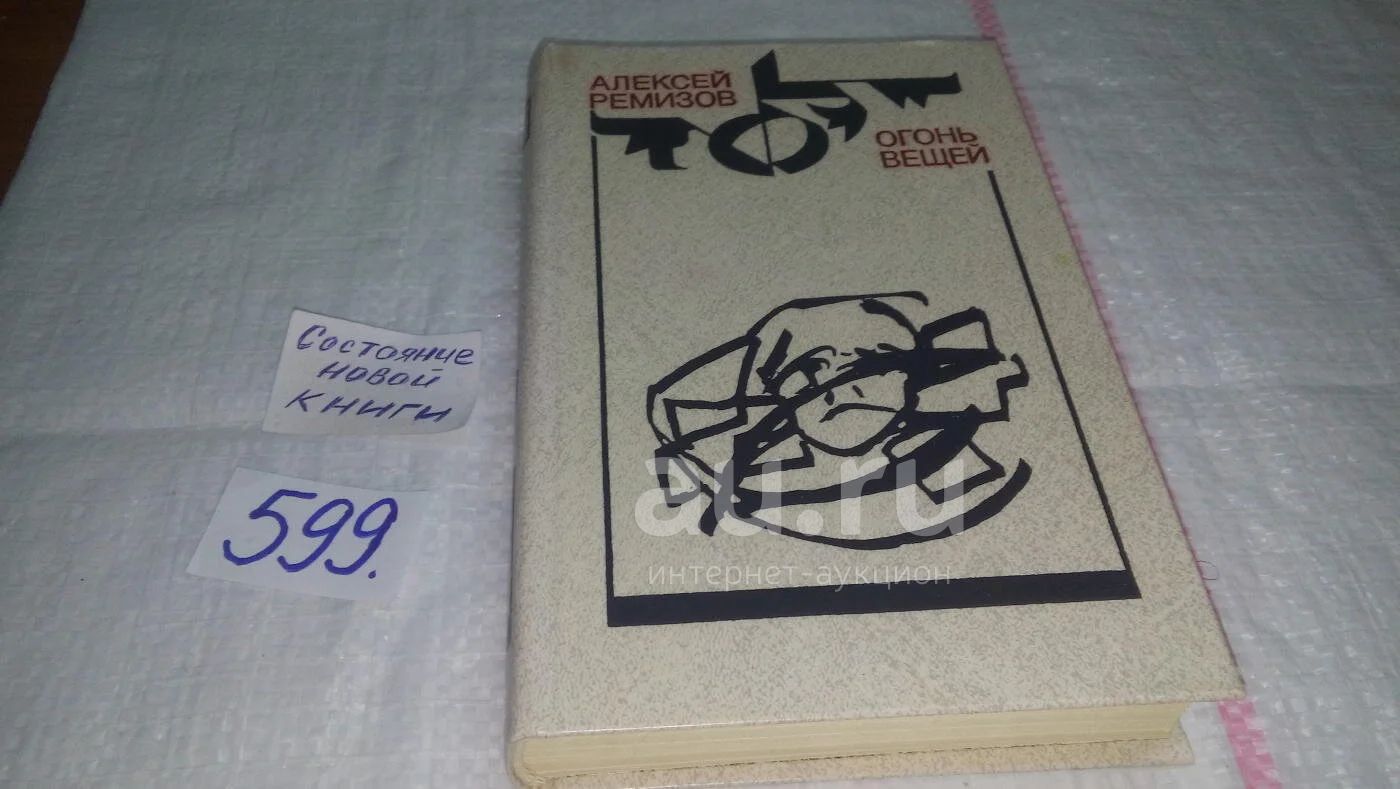 АЛЕКСЕЙ
РЕМИЗОВ
ОГОНЬ
ВЕЩЕЙ
Состояние
новой
книги
599.
au.ru
интернет-аукцион